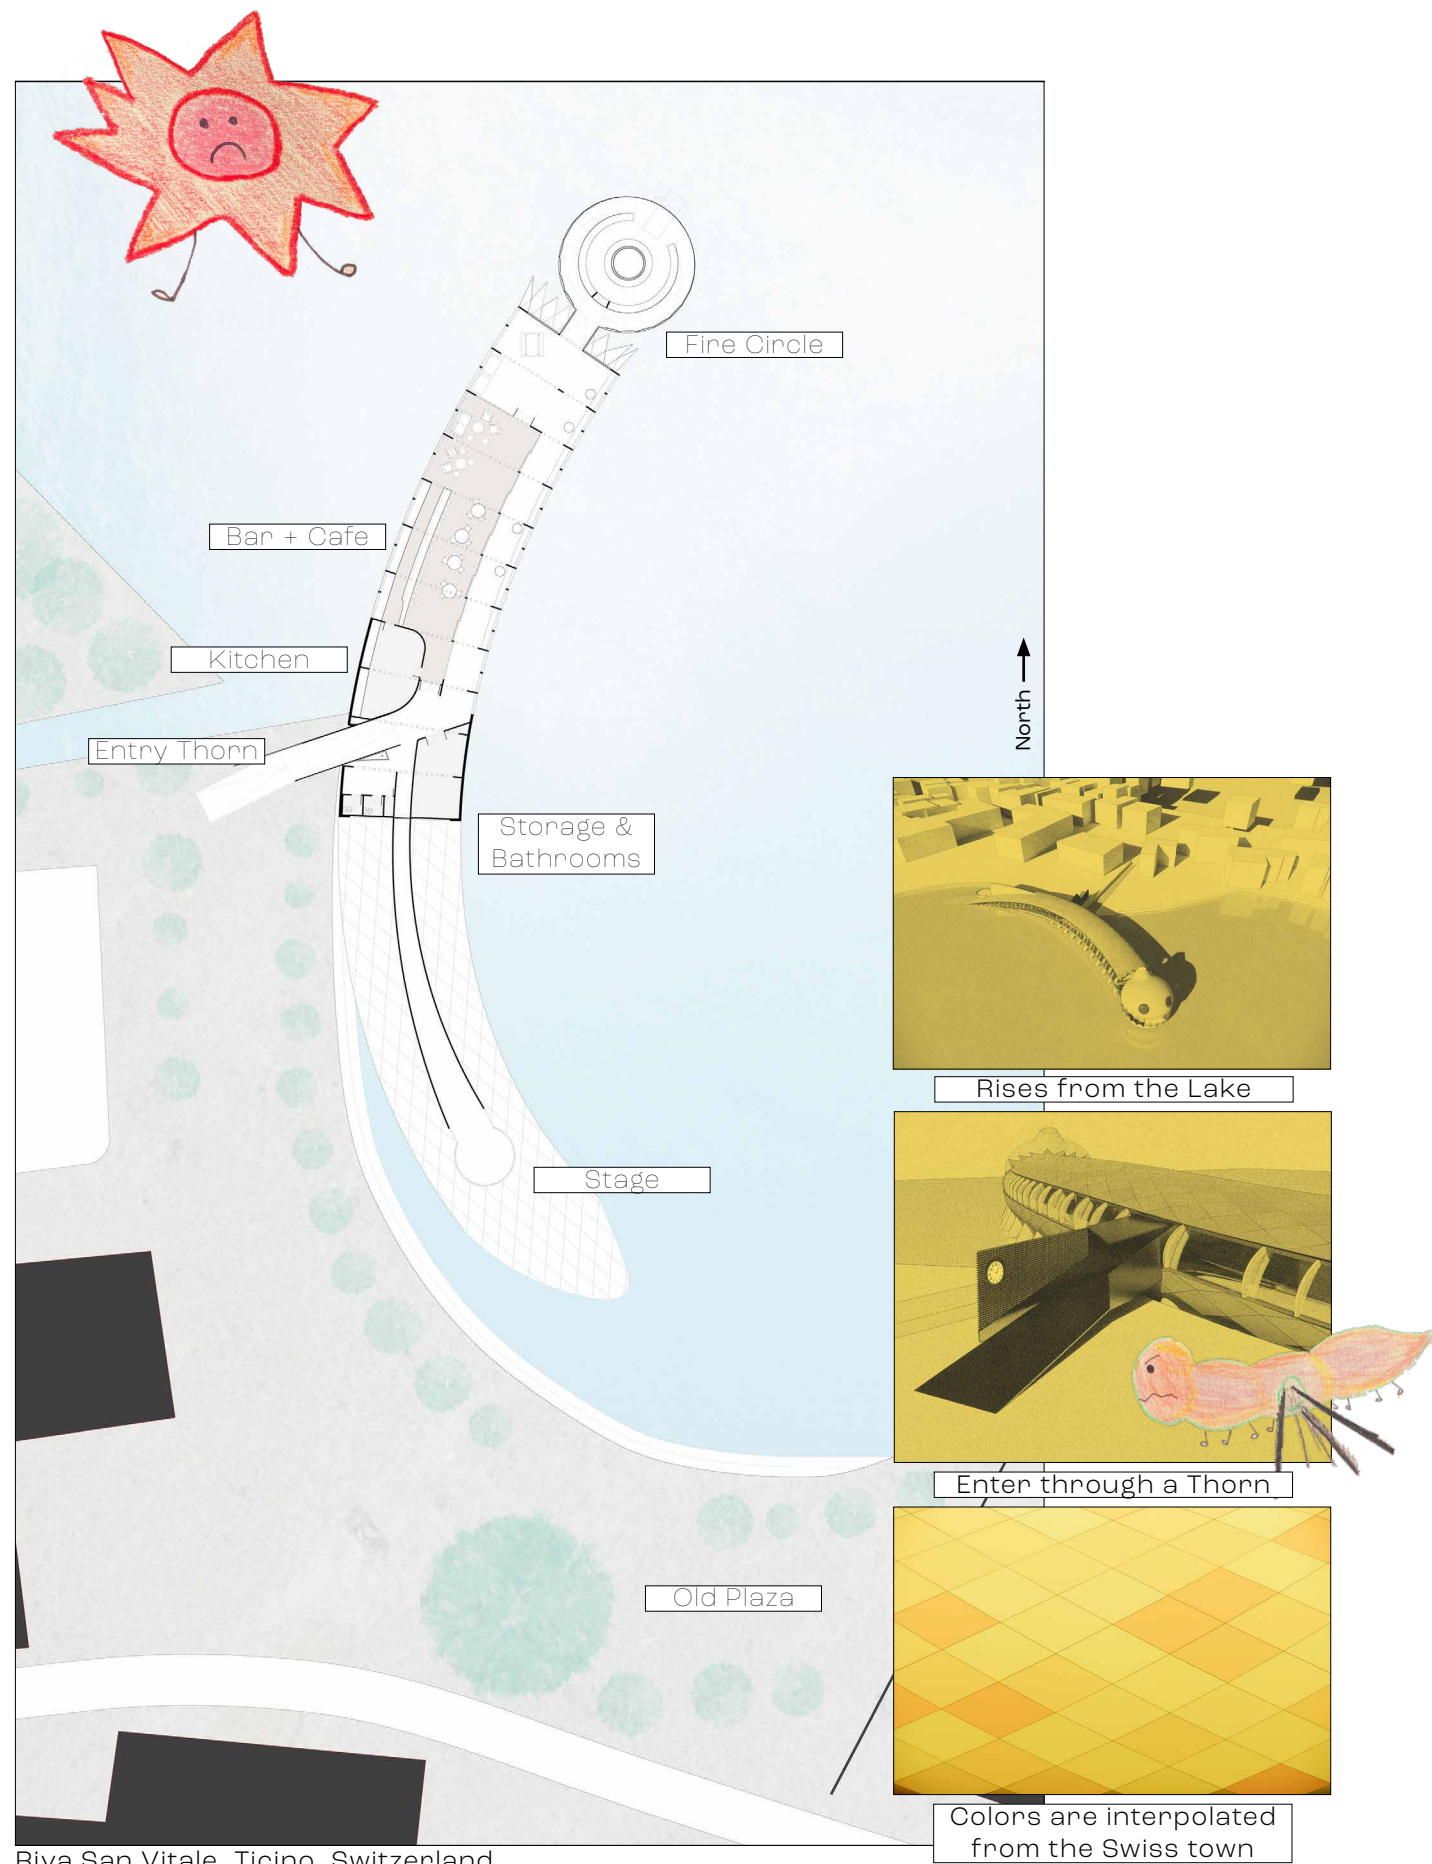 Fire Circle
Bar + Cafe
Kitchen
North
Entry Thorn
Storage &
Bathrooms
Rises from the Lake
Stage
Enter through a Thorn
Old Plaza
Colors are interpolated
from the Swiss town
Riva San Vitale, Ticino, Switzerland